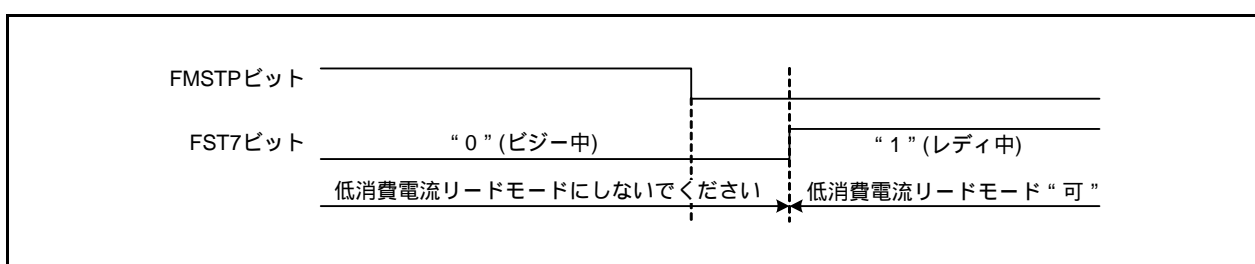 FMSTPビット
FST7ビット “0”(ビジー中) “1”(レディ中)
低消費電流リードモードにしないでください 低消費電流リードモード“可”